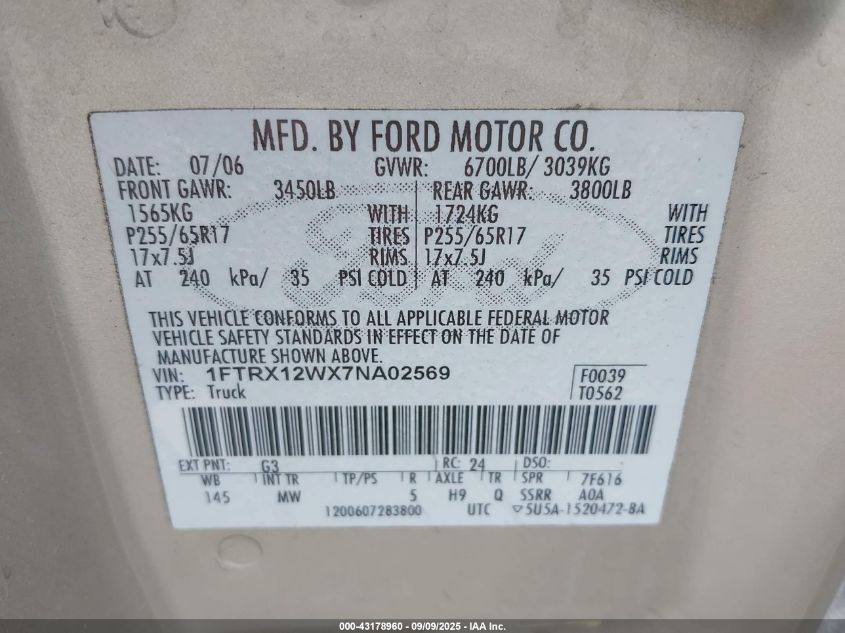 MFD. BY FORD MOTOR CO.
DATE: 07/06 GVWR: 6700LB/ 3039KG
FRONT GAWR: 3450LB REAR GAWR: 3800LB
1565KG WITH 1724KG WITH
P255/65R17 TIRES P255/65R17 TIRES
17x7.5J RIMS 17x7.5J RIMS
AT 240 kPa/ 35 PSI COLD AT 240 kPa/ 35 PSI COLD
THIS VEHICLE CONFORMS TO ALL APPLICABLE FEDERAL MOTOR
VEHICLE SAFETY STANDARDS IN EFFECT ON THE DATE OF
MANUFACTURE SHOWN ABOVE.
VIN: 1FTRX12WX7NA02569 F0039
TYPE: Truck T0562
EXT PNT: G3 RC: 24 DSO:
WB INT TR TP/PS R AXLE TR SPR 7F616
145 MW 5 H9 Q SSRR A0A
1200607283800 UTC ▽5U5A-1520472-BA
000-43178960 - 09/09/2025 - IAA Inc.